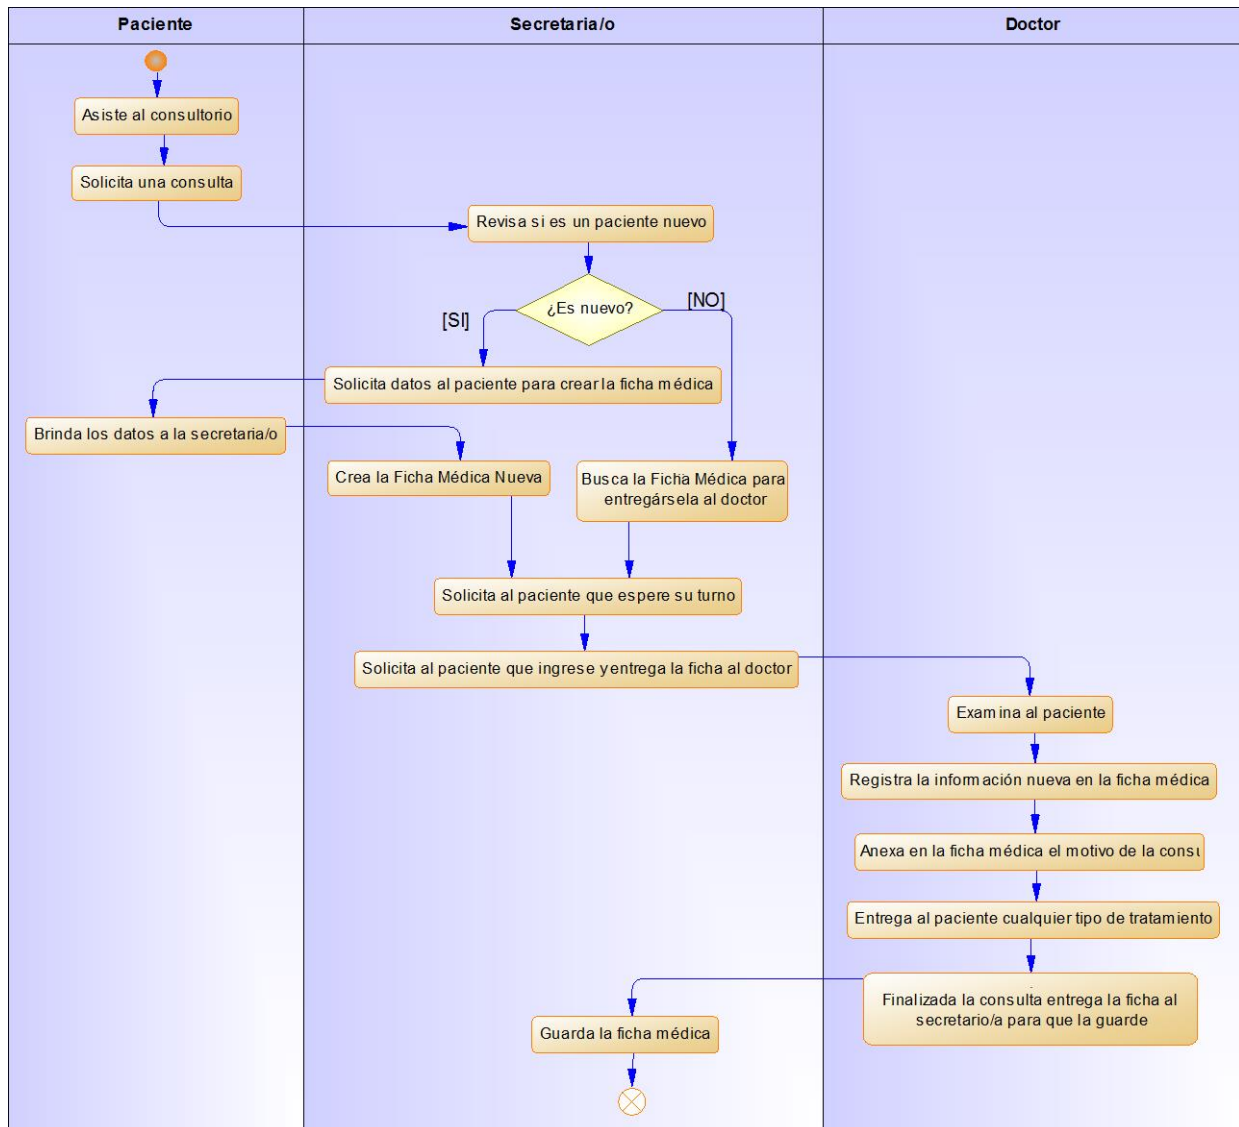 Paciente
Secretaria/o
Doctor
Asiste al consultorio
Solicita una consulta
Revisa si es un paciente nuevo
¿Es nuevo?
[NO]
[SI]
Solicita datos al paciente para crear la ficha médica
Brinda los datos a la secretaria/o
Crea la Ficha Médica Nueva
Busca la Ficha Médica para
entregársela al doctor
Solicita al paciente que espere su turno
Solicita al paciente que ingrese y entrega la ficha al doctor
Examina al paciente
Registra la información nueva en la ficha médica
Anexa en la ficha médica el motivo de la
Entrega al paciente cualquier tipo de tratamiento
Finalizada la consulta entrega la ficha al
secretario/a para que la guarde
Guarda la ficha médica